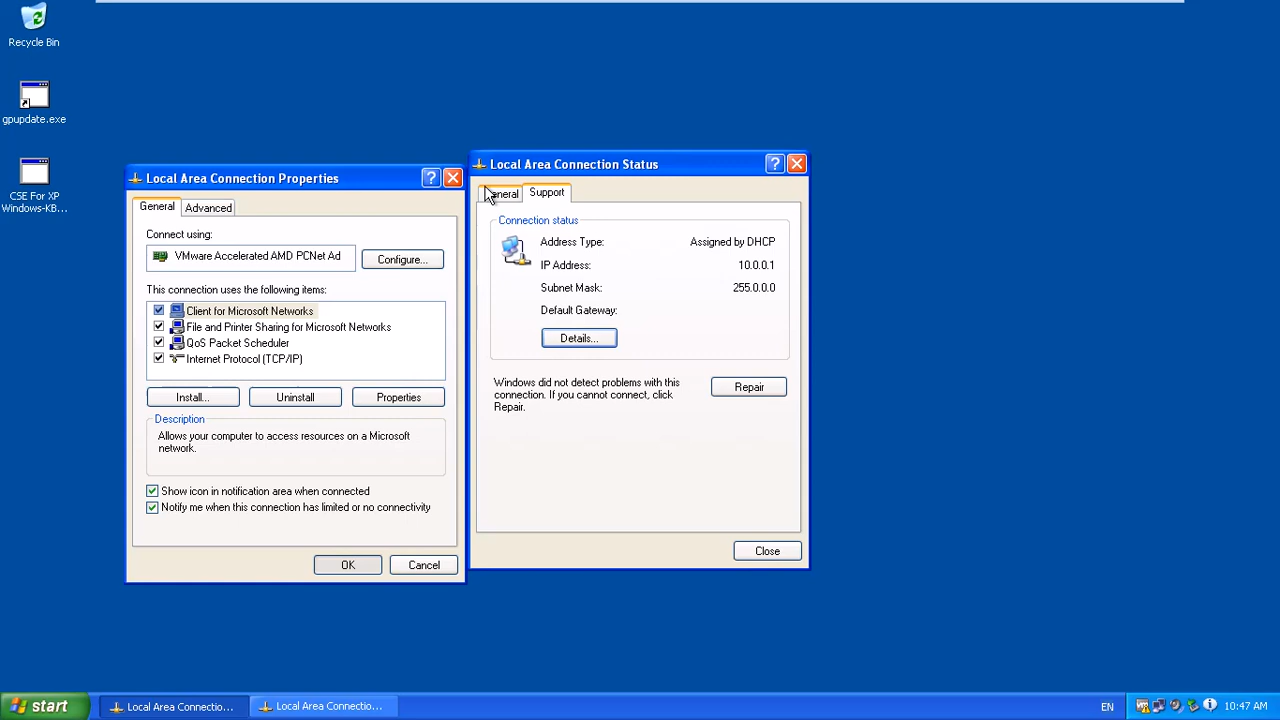 Recycle Bin
gpupdate.exe
CSE For XP
Windows-KB...
Local Area Connection Properties
General
Advanced
Connect using:
VMware Accelerated AMD PCNet Ad
Configure...
This connection uses the following items:
Client for Microsoft Networks
File and Printer Sharing for Microsoft Networks
QoS Packet Scheduler
Internet Protocol (TCP/IP)
Install...
Uninstall
Properties
Description
Allows your computer to access resources on a Microsoft
network.
Show icon in notification area when connected
Notify me when this connection has limited or no connectivity
OK
Cancel
Local Area Connection Status
General
Support
Connection status
Address Type: Assigned by DHCP
IP Address: 10.0.0.1
Subnet Mask: 255.0.0.0
Default Gateway:
Details...
Windows did not detect problems with this
connection. If you cannot connect, click
Repair.
Repair
Close
start
Local Area Connectio...
Local Area Connectio...
EN
10:47 AM